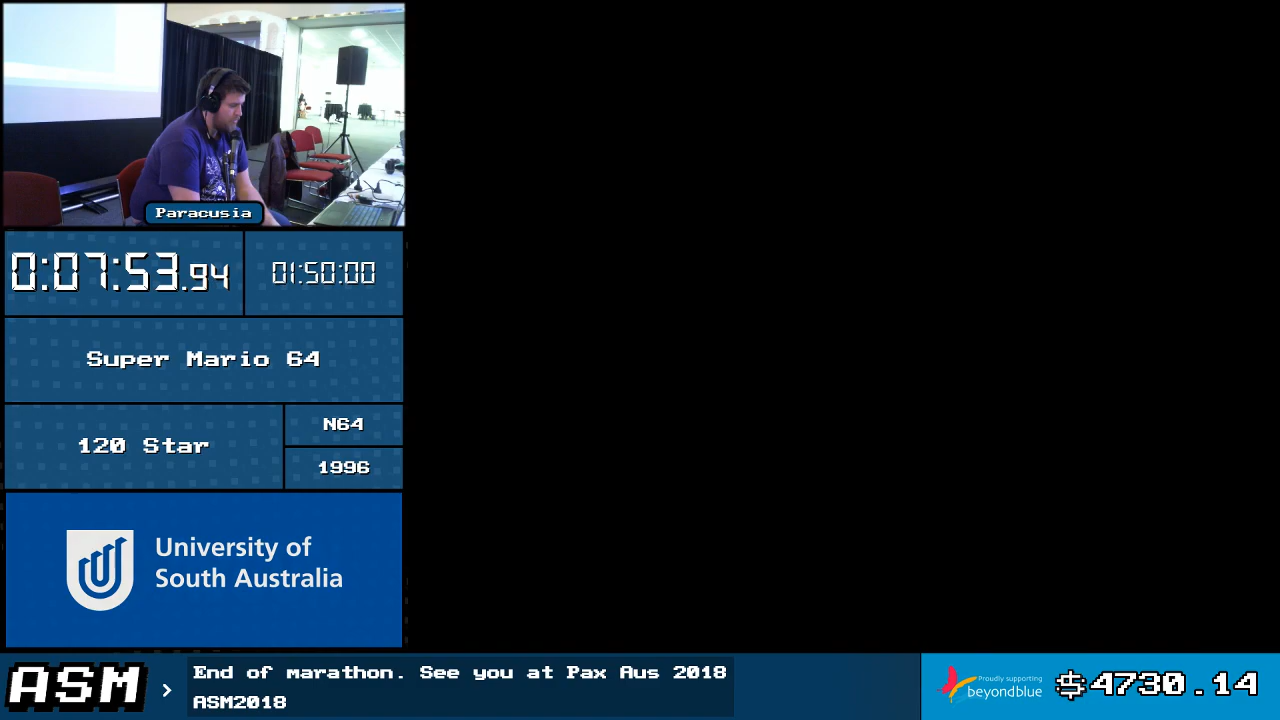 Paracusia
0:07:53.94
01:50:00
Super Mario 64
120 Star
N64
1996
University of
South Australia
ASM
End of marathon. See you at Pax Aus 2018
ASM2018
Proudly supporting
beyondblue
$4730.14